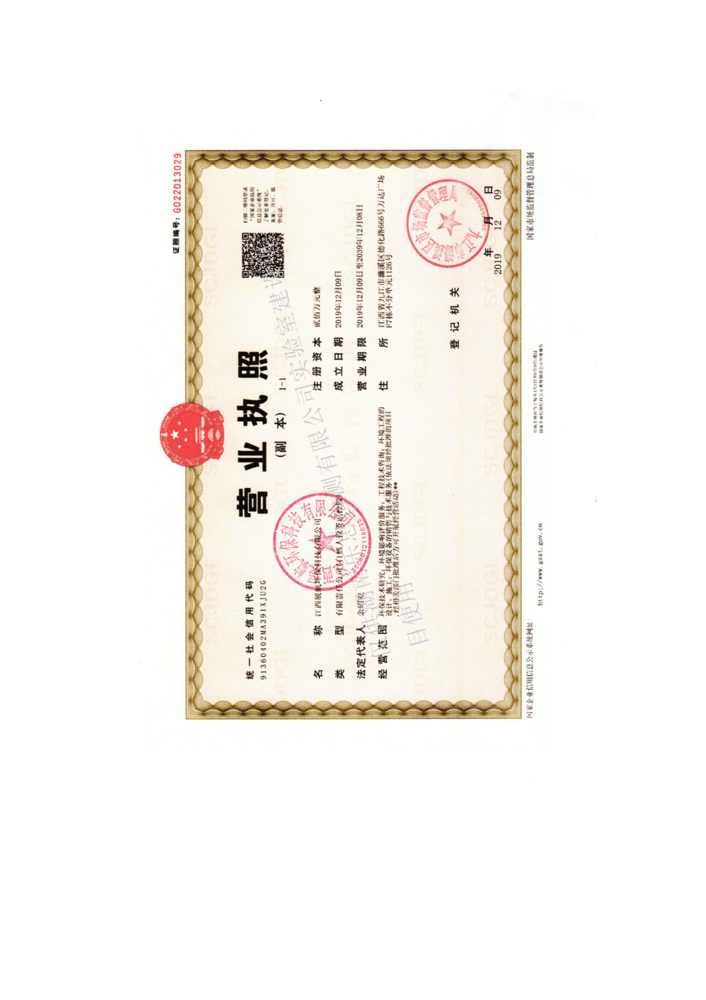 证照编号：G022013029
统一社会信用代码
91360402MA391XJU2G
营业执照
（副 本）
1-1
扫描二维码登录
“国家企业信用
信息公示系统”
了解更多登记、
备案、许可、监
管信息。
名 称 江西展航环保科技有限公司
类 型 有限责任公司(自然人投资或控股)
法定代表人
经营范围 环保技术研究；环境影响评价服务；工程技术咨询；环境工程的
设计、施工；环保设备的销售与技术服务(依法须经批准的项目
，经相关部门批准后方可开展经营活动)**
注册资本 贰佰万元整
成立日期 2019年12月09日
营业期限 2019年12月09日至2039年12月08日
住 所 江西省九江市濂溪区德化路666号万达广场
F7栋不分单元1126号
登记机关
2019 年 12 月 09 日
江西展航环保科技有限公司
3604010116035
九江市濂溪区市场监督管理局
仅供湖南乐
测有限公司实验室建设
目使用
国家企业信用信息公示系统网址：
http://www.gsxt.gov.cn
市场主体应当于每年1月1日至6月30日通过
国家企业信用信息公示系统报送公示年度报告
国家市场监督管理总局监制